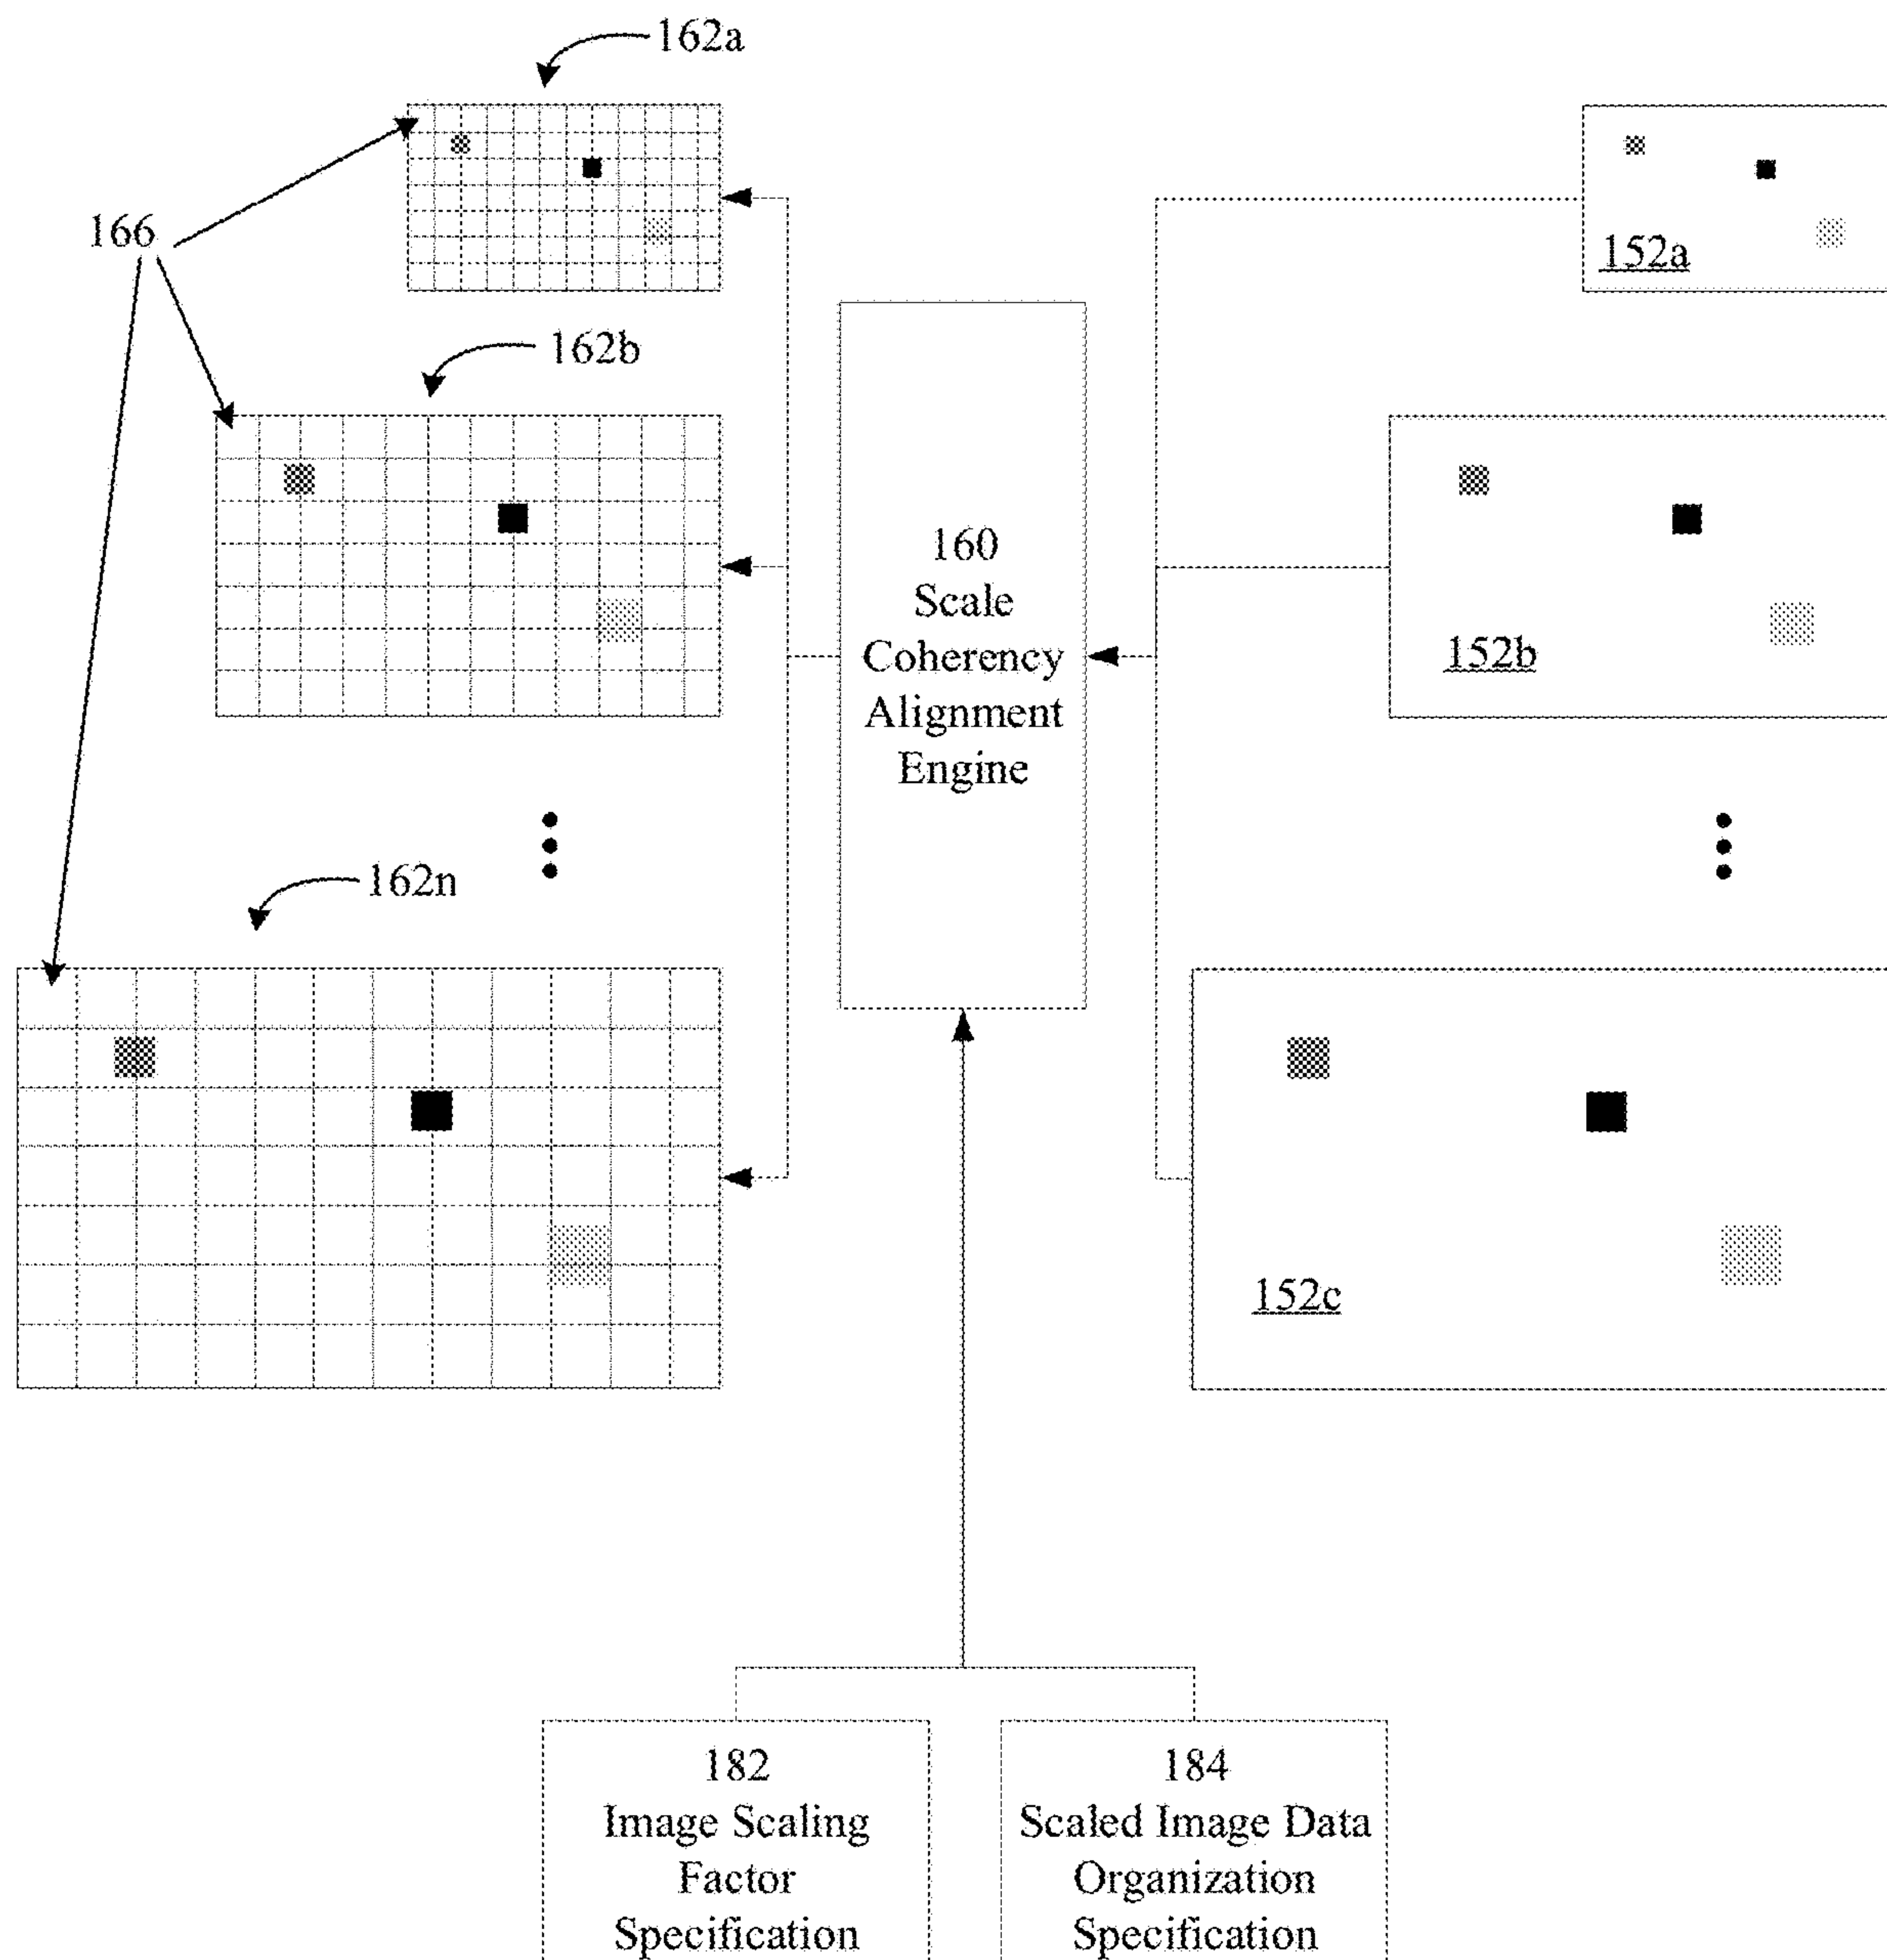 162a
166
152a
162b
152b
160
Scale
Coherency
Alignment
Engine
162n
152c
182
Image Scaling
Factor
Specification
184
Scaled Image Data
Organization
Specification